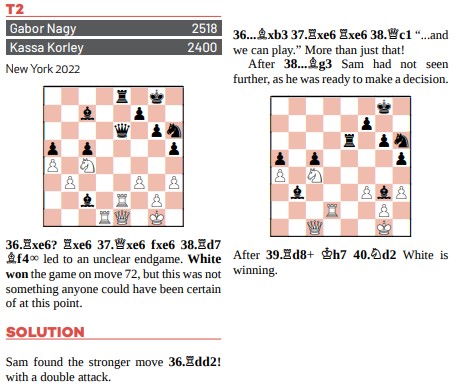 T2
Gabor Nagy 2518
Kassa Korley 2400
New York 2022
36.♖xe6? ♖xe6 37.♕xe6 fxe6 38.♖d7
♗f4∞ led to an unclear endgame. White
won the game on move 72, but this was not
something anyone could have been certain
of at this point.
SOLUTION
Sam found the stronger move 36.♖dd2!
with a double attack.
36...♗xb3 37.♖xe6 ♖xe6 38.♕c1 “...and
we can play.” More than just that!
After 38...♗g3 Sam had not seen
further, as he was ready to make a decision.
After 39.♖d8+ ♔h7 40.♘d2 White is
winning.